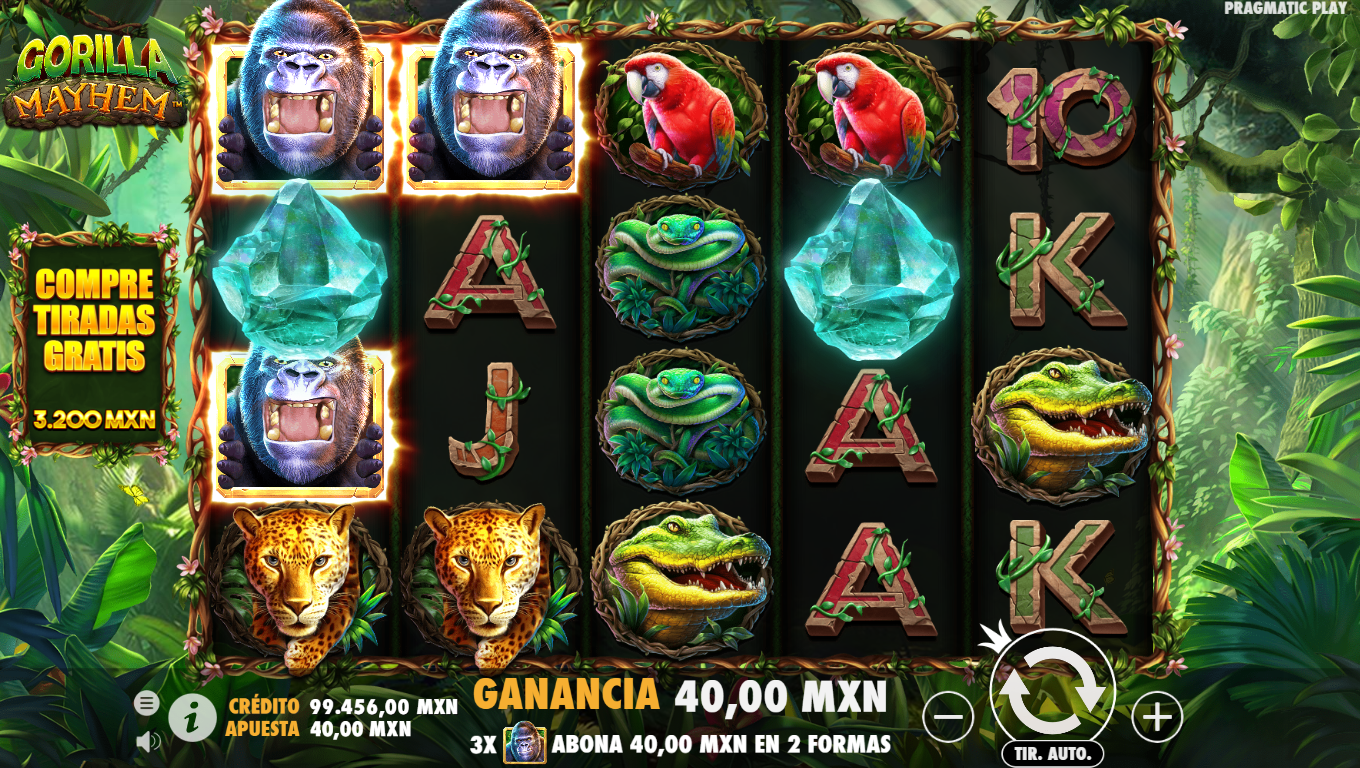 PRAGMATIC PLAY
GORILLA
MAYHEM™
10
A
K
J
A
A
K
COMPRE
TIRADAS
GRATIS
3.200 MXN
CRÉDITO 99.456,00 MXN
APUESTA 40,00 MXN
GANANCIA 40,00 MXN
3X ABONA 40,00 MXN EN 2 FORMAS
TIR. AUTO.